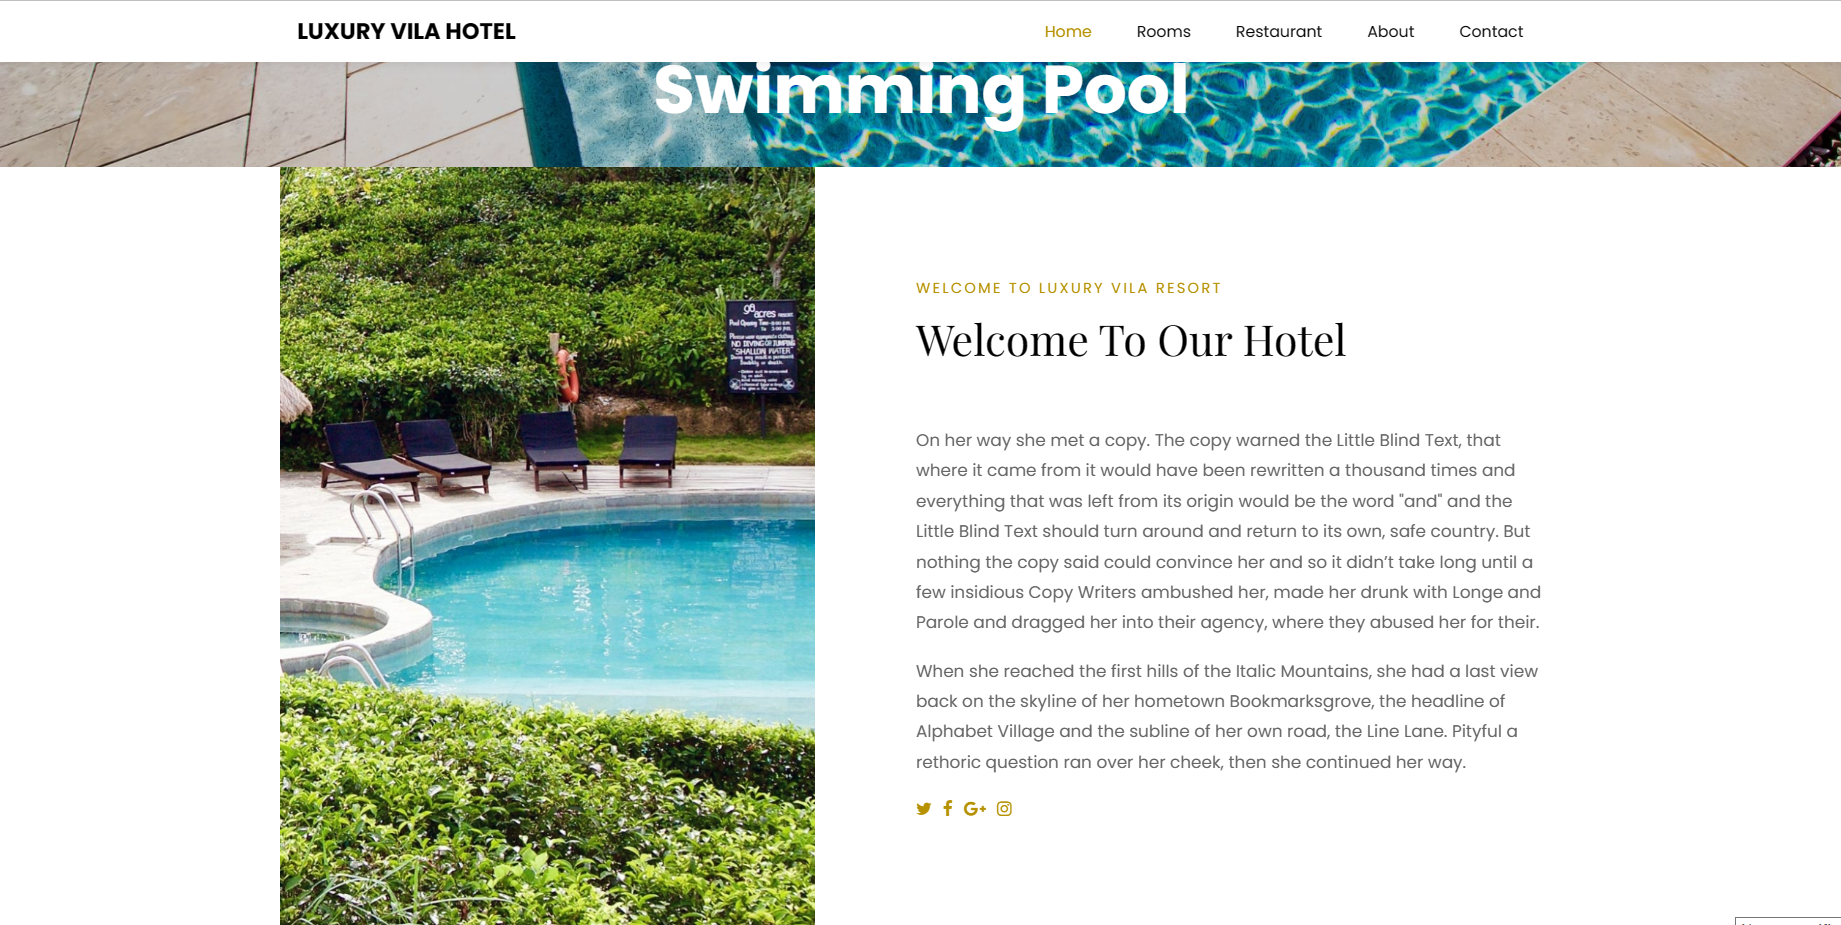 LUXURY VILA HOTEL
Home Rooms Restaurant About Contact
Swimming Pool
98 acres resort
Pool Opening Time
NO DIVING OR JUMPING
"SHALLOW WATER"
WELCOME TO LUXURY VILA RESORT
Welcome To Our Hotel
On her way she met a copy. The copy warned the Little Blind Text, that
where it came from it would have been rewritten a thousand times and
everything that was left from its origin would be the word "and" and the
Little Blind Text should turn around and return to its own, safe country. But
nothing the copy said could convince her and so it didn’t take long until a
few insidious Copy Writers ambushed her, made her drunk with Longe and
Parole and dragged her into their agency, where they abused her for their.
When she reached the first hills of the Italic Mountains, she had a last view
back on the skyline of her hometown Bookmarksgrove, the headline of
Alphabet Village and the subline of her own road, the Line Lane. Pityful a
rethoric question ran over her cheek, then she continued her way.